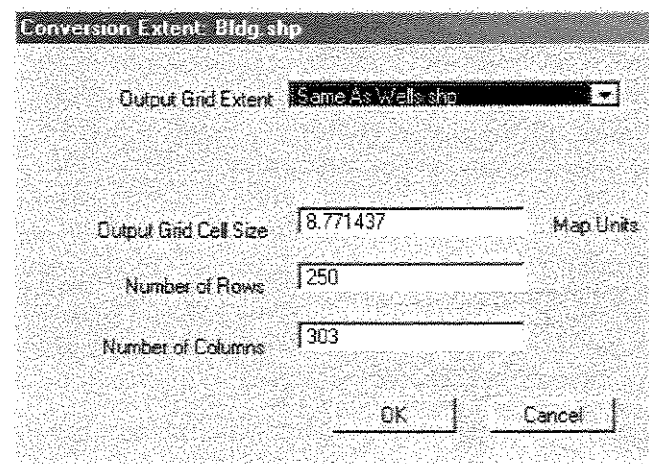 Conversion Extent: Bldg.shp
Output Grid Extent Same As Wells.shp
Output Grid Cell Size 8.771437 Map Units
Number of Rows 250
Number of Columns 303
OK Cancel